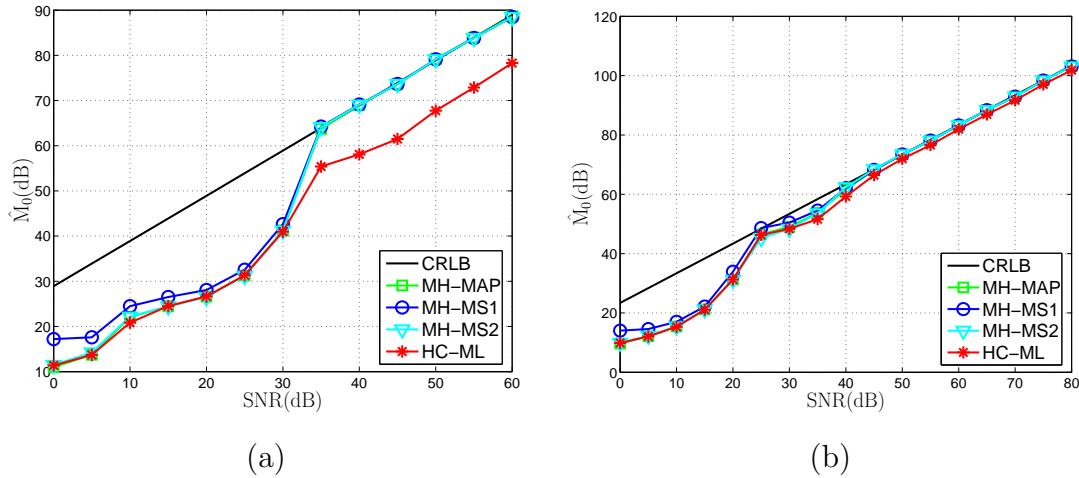 90
80
70
60
50
40
30
20
10
0 10 20 30 40 50 60
M̂₀(dB)
SNR(dB)
CRLB
MH−MAP
MH−MS1
MH−MS2
HC−ML
(a)
120
100
80
60
40
20
0
0 10 20 30 40 50 60 70 80
M̂₀(dB)
SNR(dB)
CRLB
MH−MAP
MH−MS1
MH−MS2
HC−ML
(b)